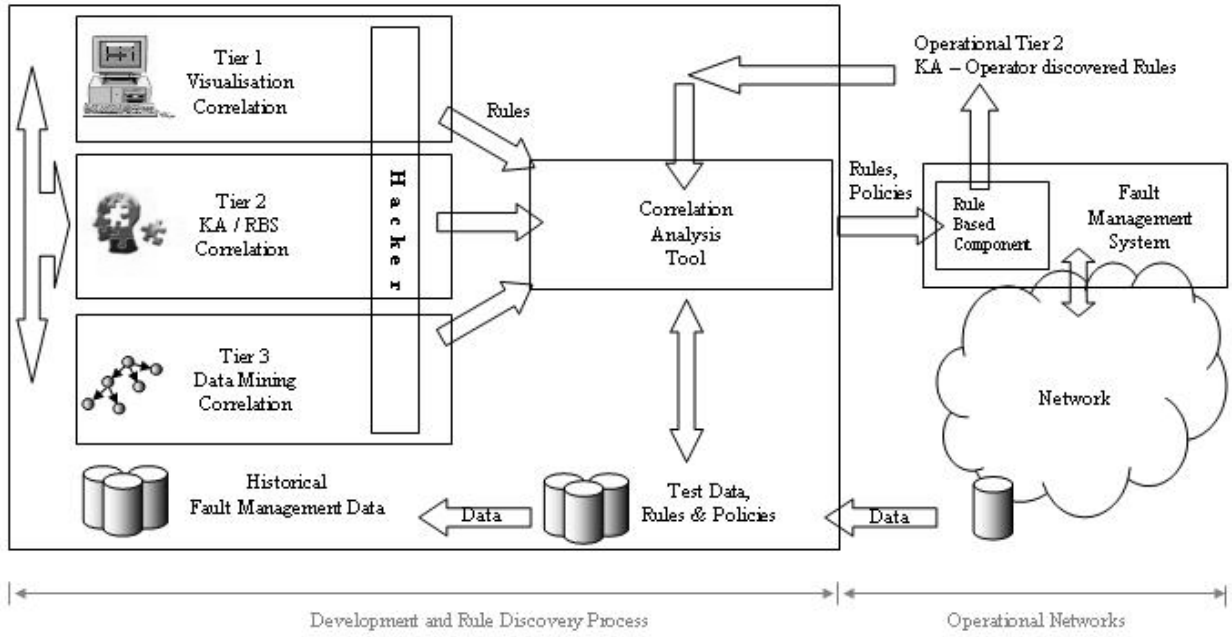 Tier 1
Visualisation
Correlation
Tier 2
KA / RBS
Correlation
Tier 3
Data Mining
Correlation
Hacker
Rules
Correlation
Analysis
Tool
Operational Tier 2
KA – Operator discovered Rules
Rules,
Policies
Rule
Based
Component
Fault
Management
System
Network
Historical
Fault Management Data
Data
Test Data,
Rules & Policies
Data
Development and Rule Discovery Process
Operational Networks